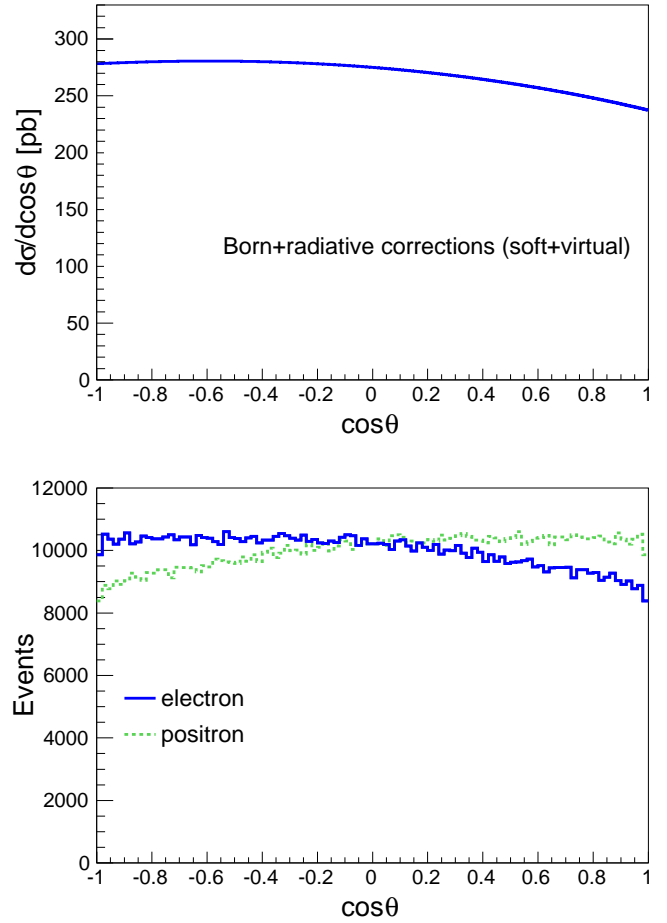 dσ/dcosθ [pb]
300
250
200
150
100
50
0
Born+radiative corrections (soft+virtual)
-1 -0.8 -0.6 -0.4 -0.2 0 0.2 0.4 0.6 0.8 1
cosθ
Events
12000
10000
8000
6000
4000
2000
0
electron
positron
-1 -0.8 -0.6 -0.4 -0.2 0 0.2 0.4 0.6 0.8 1
cosθ